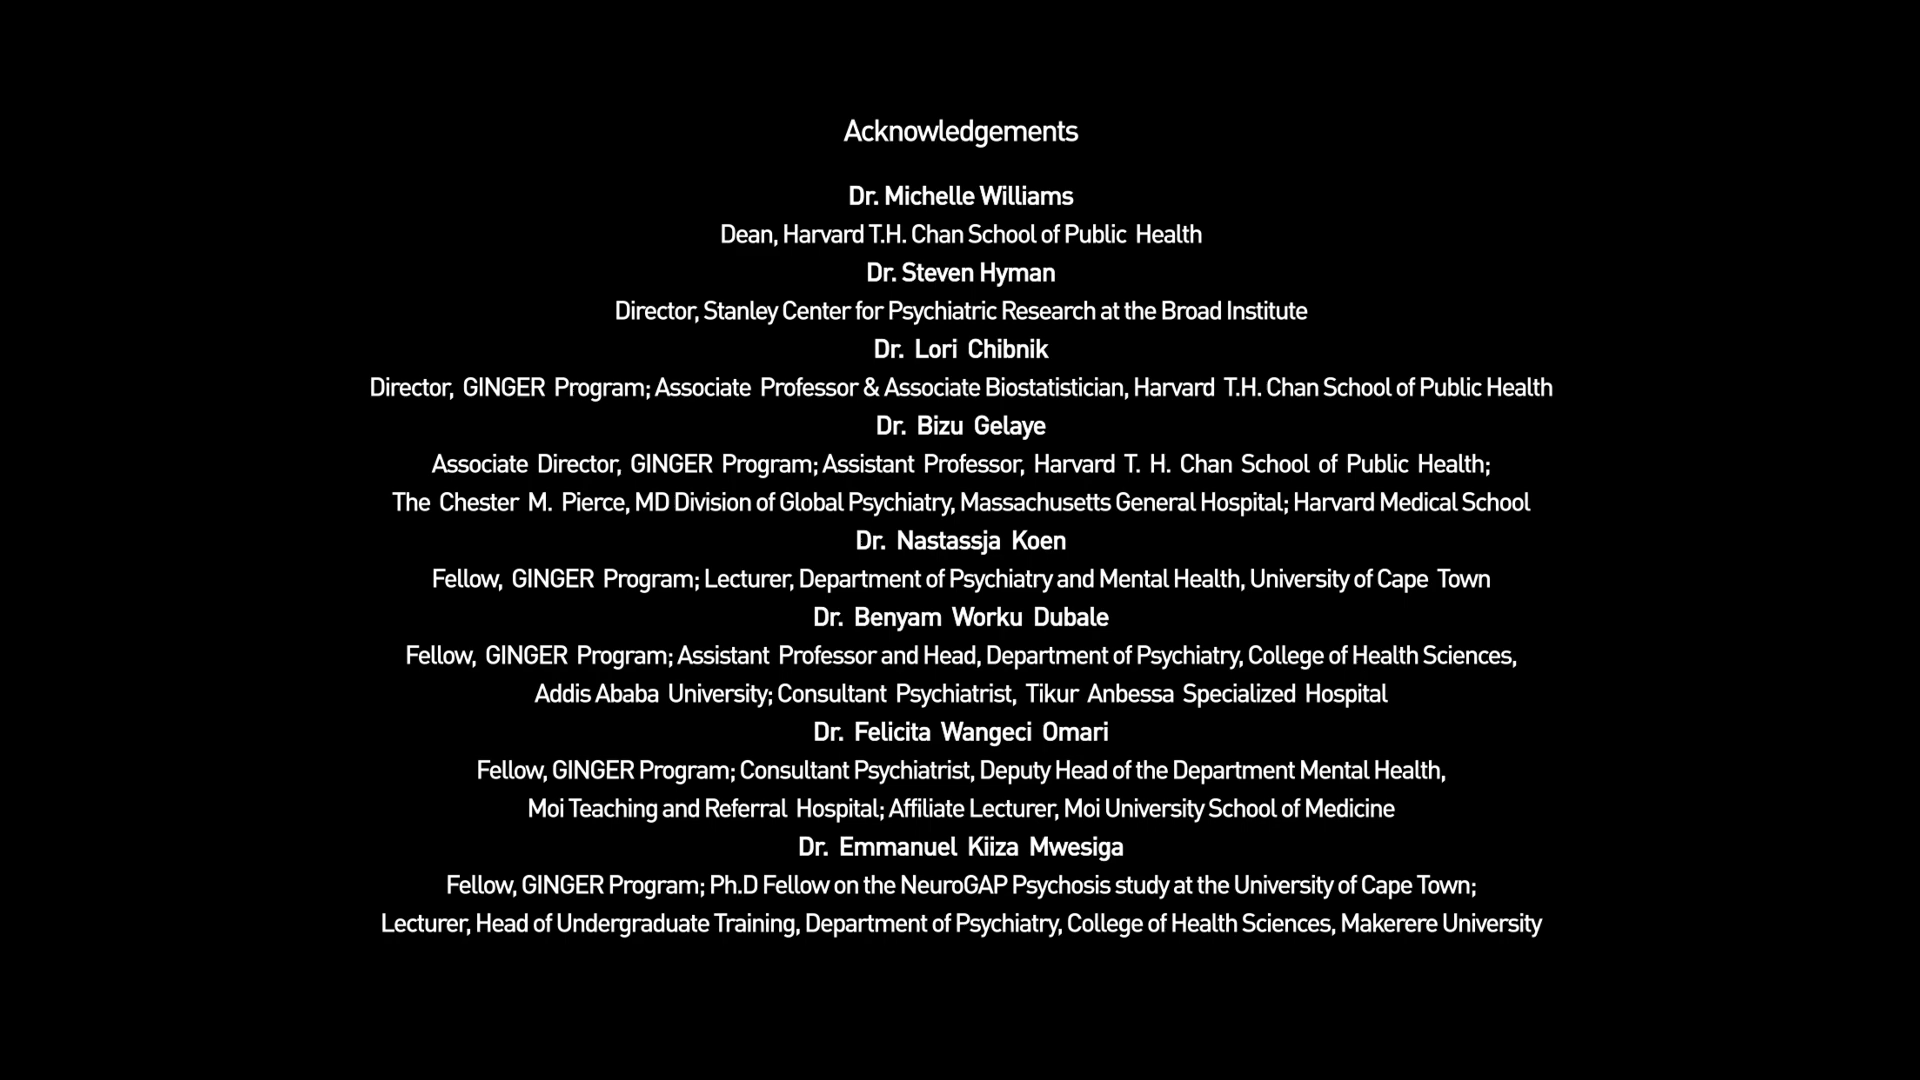 Acknowledgements
Dr. Michelle Williams
Dean, Harvard T.H. Chan School of Public Health
Dr. Steven Hyman
Director, Stanley Center for Psychiatric Research at the Broad Institute
Dr. Lori Chibnik
Director, GINGER Program; Associate Professor & Associate Biostatistician, Harvard T.H. Chan School of Public Health
Dr. Bizu Gelaye
Associate Director, GINGER Program; Assistant Professor, Harvard T. H. Chan School of Public Health;
The Chester M. Pierce, MD Division of Global Psychiatry, Massachusetts General Hospital; Harvard Medical School
Dr. Nastassja Koen
Fellow, GINGER Program; Lecturer, Department of Psychiatry and Mental Health, University of Cape Town
Dr. Benyam Worku Dubale
Fellow, GINGER Program; Assistant Professor and Head, Department of Psychiatry, College of Health Sciences,
Addis Ababa University; Consultant Psychiatrist, Tikur Anbessa Specialized Hospital
Dr. Felicita Wangeci Omari
Fellow, GINGER Program; Consultant Psychiatrist, Deputy Head of the Department Mental Health,
Moi Teaching and Referral Hospital; Affiliate Lecturer, Moi University School of Medicine
Dr. Emmanuel Kiiza Mwesiga
Fellow, GINGER Program; Ph.D Fellow on the NeuroGAP Psychosis study at the University of Cape Town;
Lecturer, Head of Undergraduate Training, Department of Psychiatry, College of Health Sciences, Makerere University